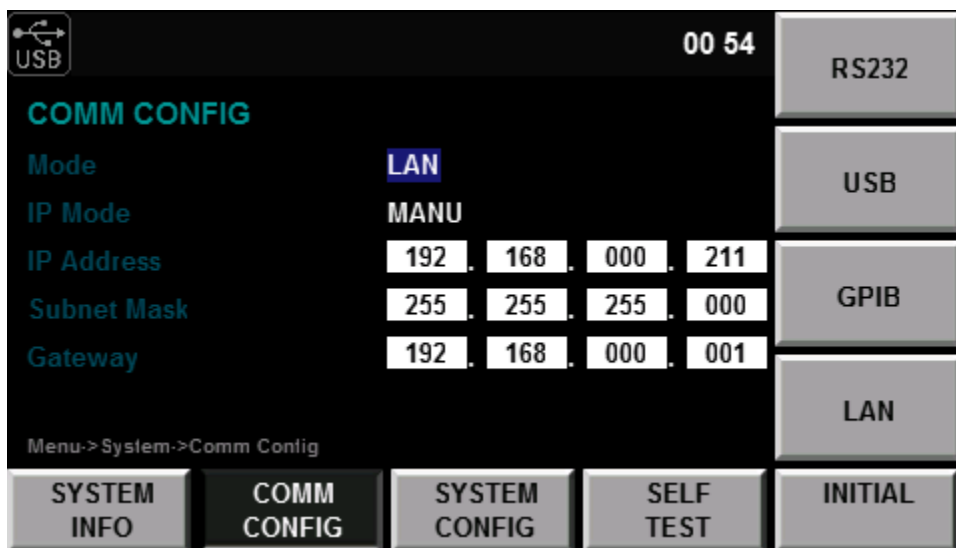 USB
00 54
COMM CONFIG
Mode LAN
IP Mode MANU
IP Address 192 . 168 . 000 . 211
Subnet Mask 255 . 255 . 255 . 000
Gateway 192 . 168 . 000 . 001
Menu->System->Comm Config
RS232
USB
GPIB
LAN
SYSTEM INFO
COMM CONFIG
SYSTEM CONFIG
SELF TEST
INITIAL